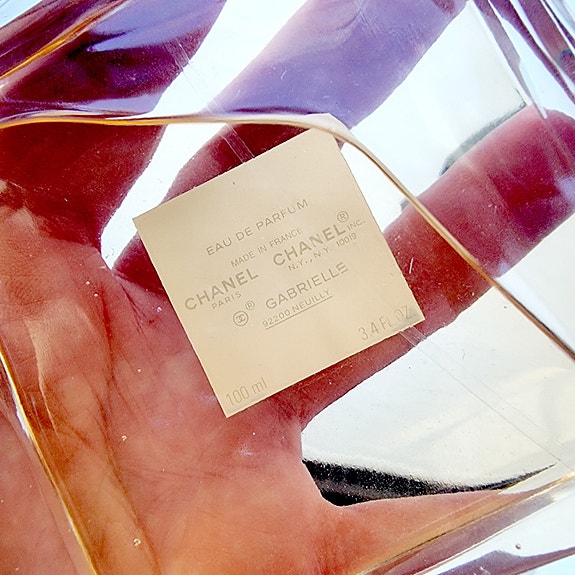 EAU DE PARFUM
MADE IN FRANCE
CHANEL CHANEL® INC.
PARIS N.Y., N.Y. 10019
® GABRIELLE
92200 NEUILLY
100 ml 3.4 FL. OZ.